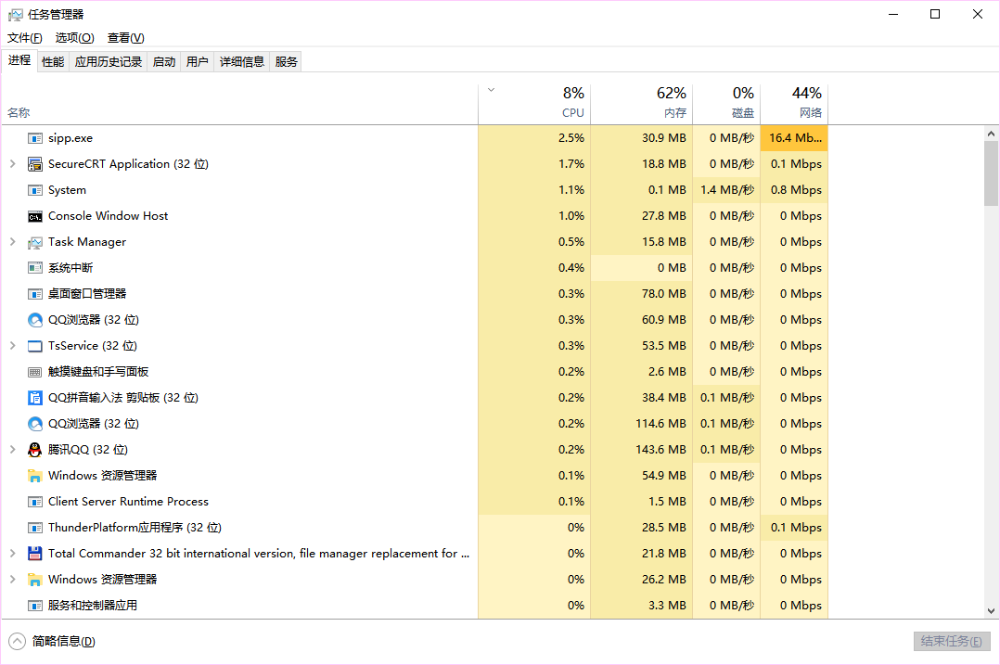 任务管理器
文件(F) 选项(O) 查看(V)
进程 性能 应用历史记录 启动 用户 详细信息 服务
8% 62% 0% 44%
名称 CPU 内存 磁盘 网络
sipp.exe 2.5% 30.9 MB 0 MB/秒 16.4 Mb...
SecureCRT Application (32 位) 1.7% 18.8 MB 0 MB/秒 0.1 Mbps
System 1.1% 0.1 MB 1.4 MB/秒 0.8 Mbps
Console Window Host 1.0% 27.8 MB 0 MB/秒 0 Mbps
Task Manager 0.5% 15.8 MB 0 MB/秒 0 Mbps
系统中断 0.4% 0 MB 0 MB/秒 0 Mbps
桌面窗口管理器 0.3% 78.0 MB 0 MB/秒 0 Mbps
QQ浏览器 (32 位) 0.3% 60.9 MB 0 MB/秒 0 Mbps
TsService (32 位) 0.3% 53.5 MB 0 MB/秒 0 Mbps
触摸键盘和手写面板 0.2% 2.6 MB 0 MB/秒 0 Mbps
QQ拼音输入法 剪贴板 (32 位) 0.2% 38.4 MB 0.1 MB/秒 0 Mbps
QQ浏览器 (32 位) 0.2% 114.6 MB 0.1 MB/秒 0 Mbps
腾讯QQ (32 位) 0.2% 143.6 MB 0.1 MB/秒 0 Mbps
Windows 资源管理器 0.1% 54.9 MB 0 MB/秒 0 Mbps
Client Server Runtime Process 0.1% 1.5 MB 0 MB/秒 0 Mbps
ThunderPlatform应用程序 (32 位) 0% 28.5 MB 0 MB/秒 0.1 Mbps
Total Commander 32 bit international version, file manager replacement for ... 0% 21.8 MB 0 MB/秒 0 Mbps
Windows 资源管理器 0% 26.2 MB 0 MB/秒 0 Mbps
服务和控制器应用 0% 3.3 MB 0 MB/秒 0 Mbps
简略信息(D) 结束任务(E)